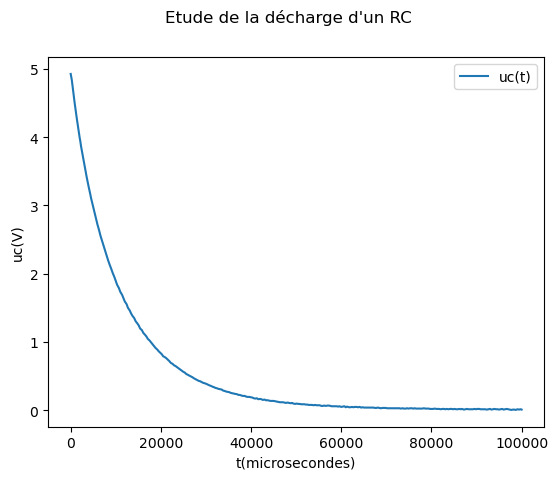 Etude de la décharge d'un RC
uc(t)
5
4
3
2
1
0
uc(V)
0 20000 40000 60000 80000 100000
t(microsecondes)